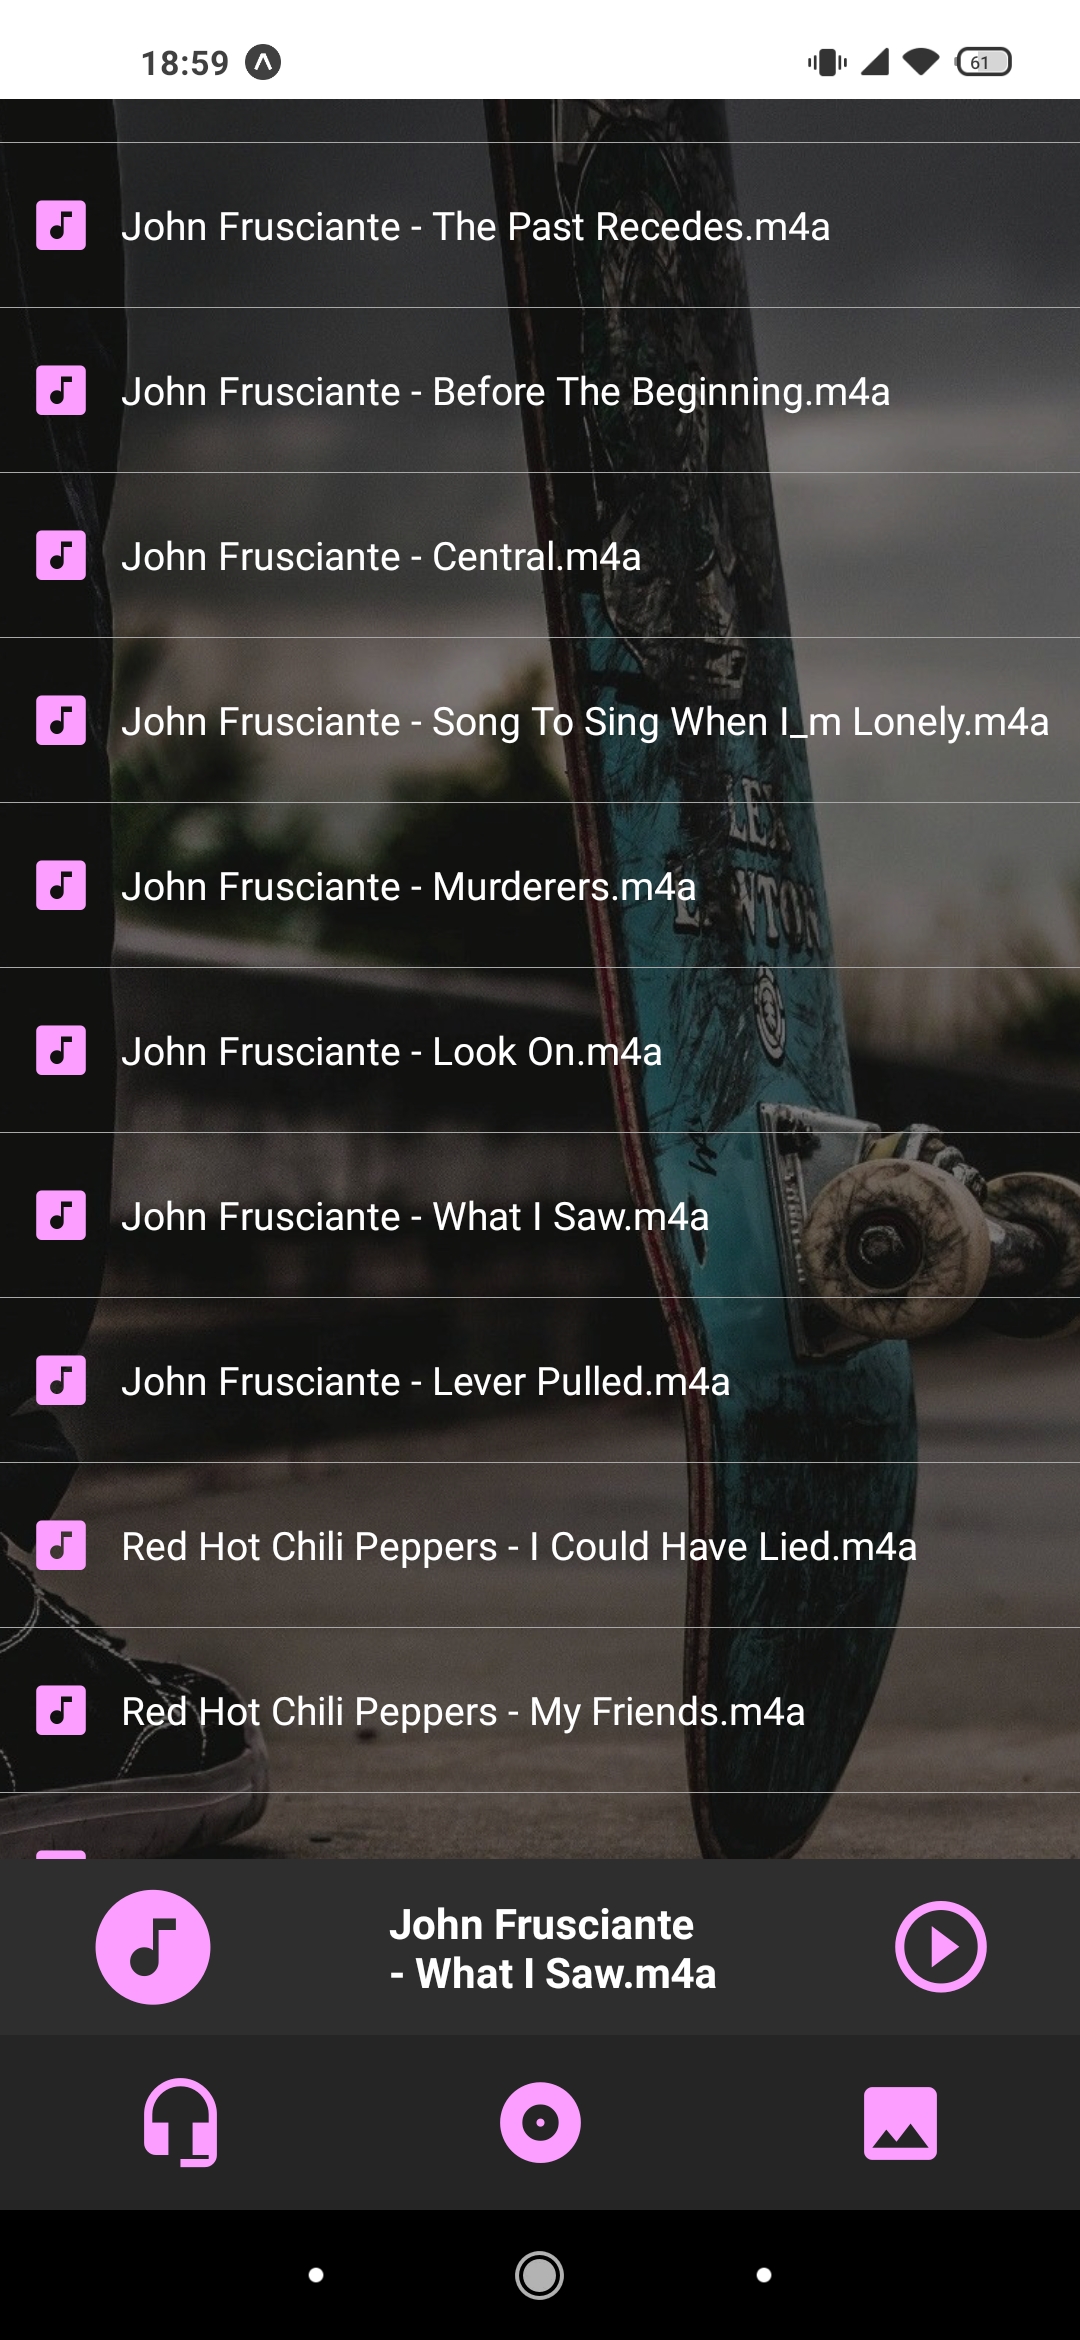 18:59
61
John Frusciante - The Past Recedes.m4a
John Frusciante - Before The Beginning.m4a
John Frusciante - Central.m4a
John Frusciante - Song To Sing When I_m Lonely.m4a
John Frusciante - Murderers.m4a
John Frusciante - Look On.m4a
John Frusciante - What I Saw.m4a
John Frusciante - Lever Pulled.m4a
Red Hot Chili Peppers - I Could Have Lied.m4a
Red Hot Chili Peppers - My Friends.m4a
John Frusciante
- What I Saw.m4a